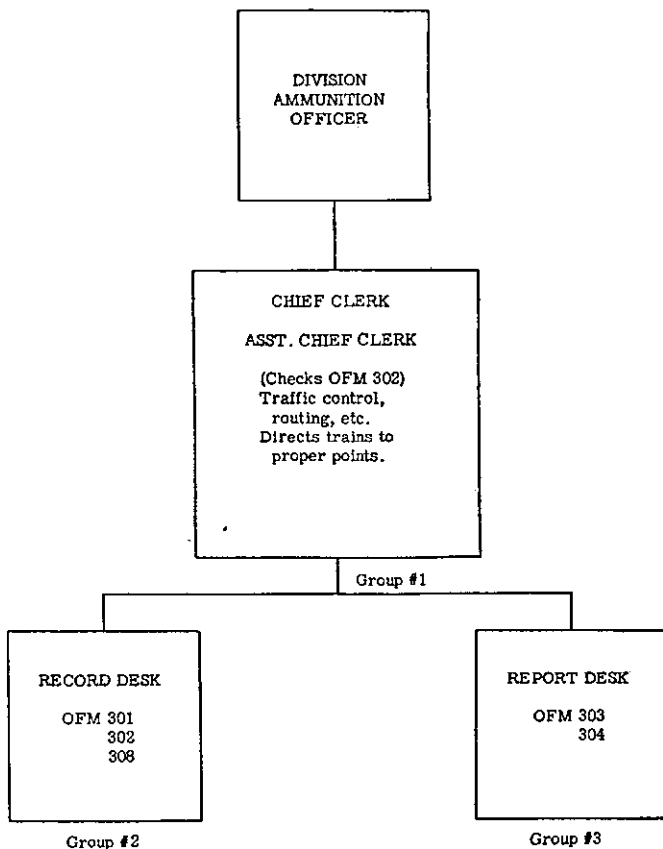 DIVISION
AMMUNITION
OFFICER
CHIEF CLERK
ASST. CHIEF CLERK
(Checks OFM 302)
Traffic control,
routing, etc.
Directs trains to
proper points.
Group #1
RECORD DESK
OFM 301
302
308
Group #2
REPORT DESK
OFM 303
304
Group #3